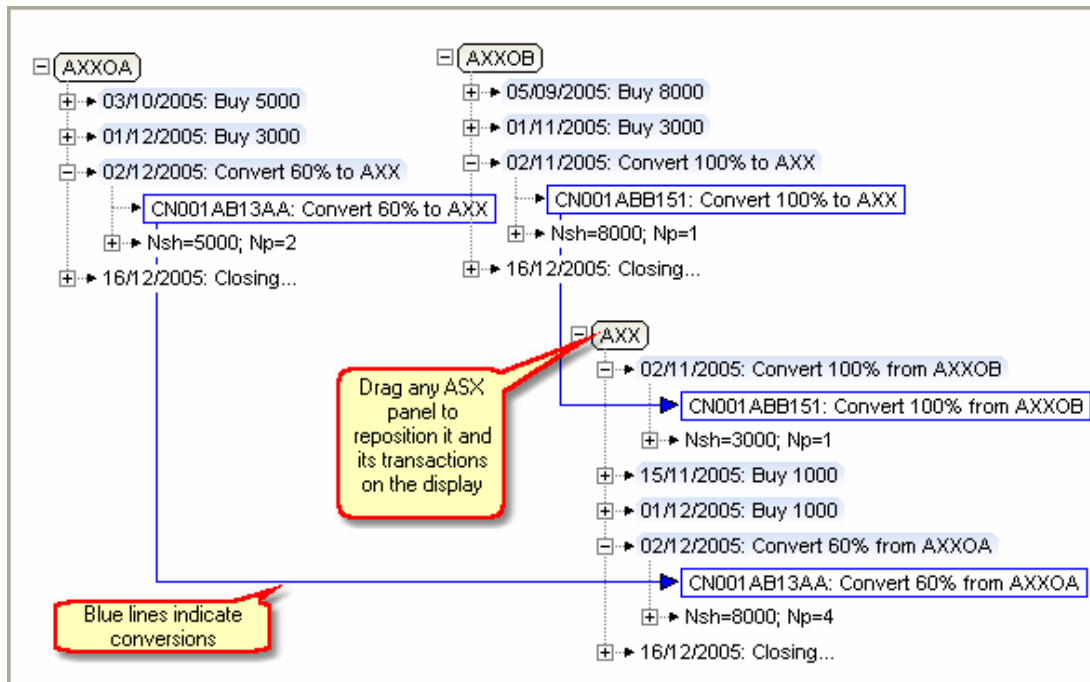 AXXOA
03/10/2005: Buy 5000
01/12/2005: Buy 3000
02/12/2005: Convert 60% to AXX
CN001AB13AA: Convert 60% to AXX
Nsh=5000; Np=2
16/12/2005: Closing...
AXXOB
05/09/2005: Buy 8000
01/11/2005: Buy 3000
02/11/2005: Convert 100% to AXX
CN001ABB151: Convert 100% to AXX
Nsh=8000; Np=1
16/12/2005: Closing...
AXX
02/11/2005: Convert 100% from AXXOB
CN001ABB151: Convert 100% from AXXOB
Nsh=3000; Np=1
15/11/2005: Buy 1000
01/12/2005: Buy 1000
02/12/2005: Convert 60% from AXXOA
CN001AB13AA: Convert 60% from AXXOA
Nsh=8000; Np=4
16/12/2005: Closing...
Drag any ASX
panel to
reposition it and
its transactions
on the display
Blue lines indicate
conversions